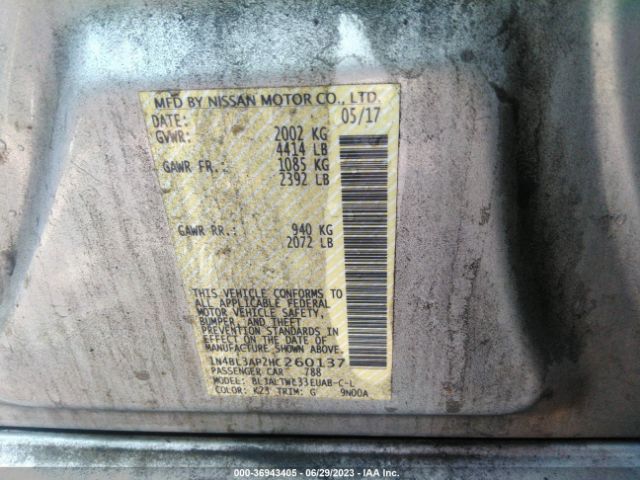 MFD BY NISSAN MOTOR CO., LTD.
DATE: 05/17
GVWR: 2002 KG
4414 LB
GAWR FR.: 1085 KG
2392 LB
GAWR RR.: 940 KG
2072 LB
THIS VEHICLE CONFORMS TO
ALL APPLICABLE FEDERAL
MOTOR VEHICLE SAFETY,
BUMPER, AND THEFT
PREVENTION STANDARDS IN
EFFECT ON THE DATE OF
MANUFACTURE SHOWN ABOVE.
1N4BL3AP2HC260137
PASSENGER CAR 788
MODEL: BL3ALTWL33EUAB-C-L
COLOR: K23 TRIM: G 9N00A
000-36943405 - 06/29/2023 - IAA Inc.